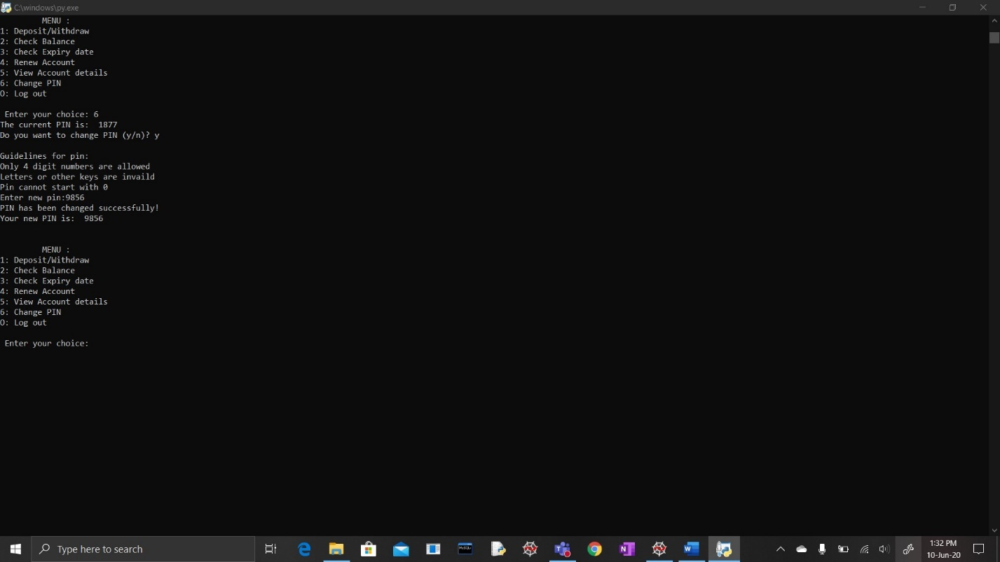 C:\windows\py.exe
MENU :
1: Deposit/Withdraw
2: Check Balance
3: Check Expiry date
4: Renew Account
5: View Account details
6: Change PIN
O: Log out
Enter your choice: 6
The current PIN is:  1877
Do you want to change PIN (y/n)? y
Guidelines for pin:
Only 4 digit numbers are allowed
Letters or other keys are invaild
Pin cannot start with 0
Enter new pin:9856
PIN has been changed successfully!
Your new PIN is:  9856
MENU :
1: Deposit/Withdraw
2: Check Balance
3: Check Expiry date
4: Renew Account
5: View Account details
6: Change PIN
O: Log out
Enter your choice:
Type here to search
MySQL
1:32 PM
10-Jun-20